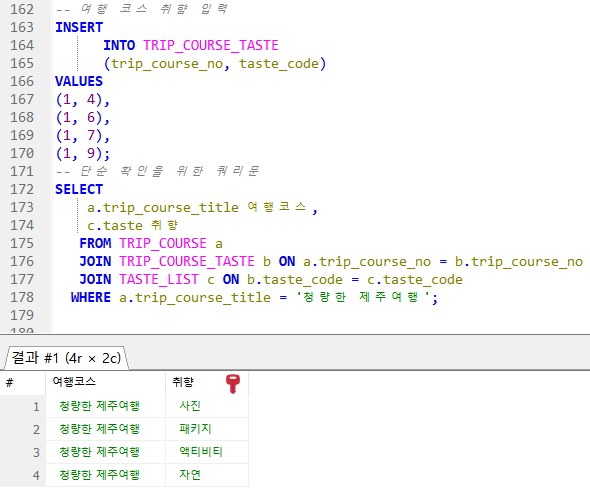 162 -- 여행 코스 취향 입력
163 INSERT
164 INTO TRIP_COURSE_TASTE
165 (trip_course_no, taste_code)
166 VALUES
167 (1, 4),
168 (1, 6),
169 (1, 7),
170 (1, 9);
171 -- 단순 확인을 위한 쿼리문
172 SELECT
173 a.trip_course_title 여행코스,
174 c.taste 취향
175 FROM TRIP_COURSE a
176 JOIN TRIP_COURSE_TASTE b ON a.trip_course_no = b.trip_course_no
177 JOIN TASTE_LIST c ON b.taste_code = c.taste_code
178 WHERE a.trip_course_title = '청량한 제주여행';
179
180
결과 #1 (4r × 2c)
# 여행코스 취향
1 청량한 제주여행 사진
2 청량한 제주여행 패키지
3 청량한 제주여행 액티비티
4 청량한 제주여행 자연